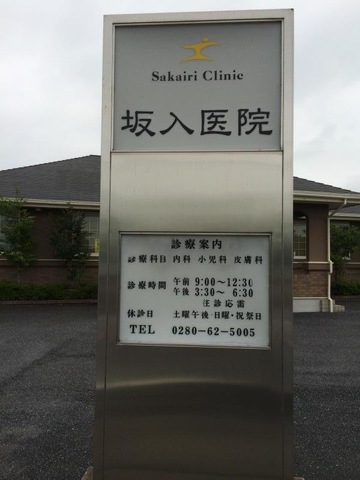 Sakairi Clinic
坂入医院
診療案内
診療科目 内科 小児科 皮膚科
診療時間 午前 9:00〜12:30
午後 3:30〜 6:30
往診応需
休診日 土曜午後・日曜・祝祭日
TEL 0280-62-5005